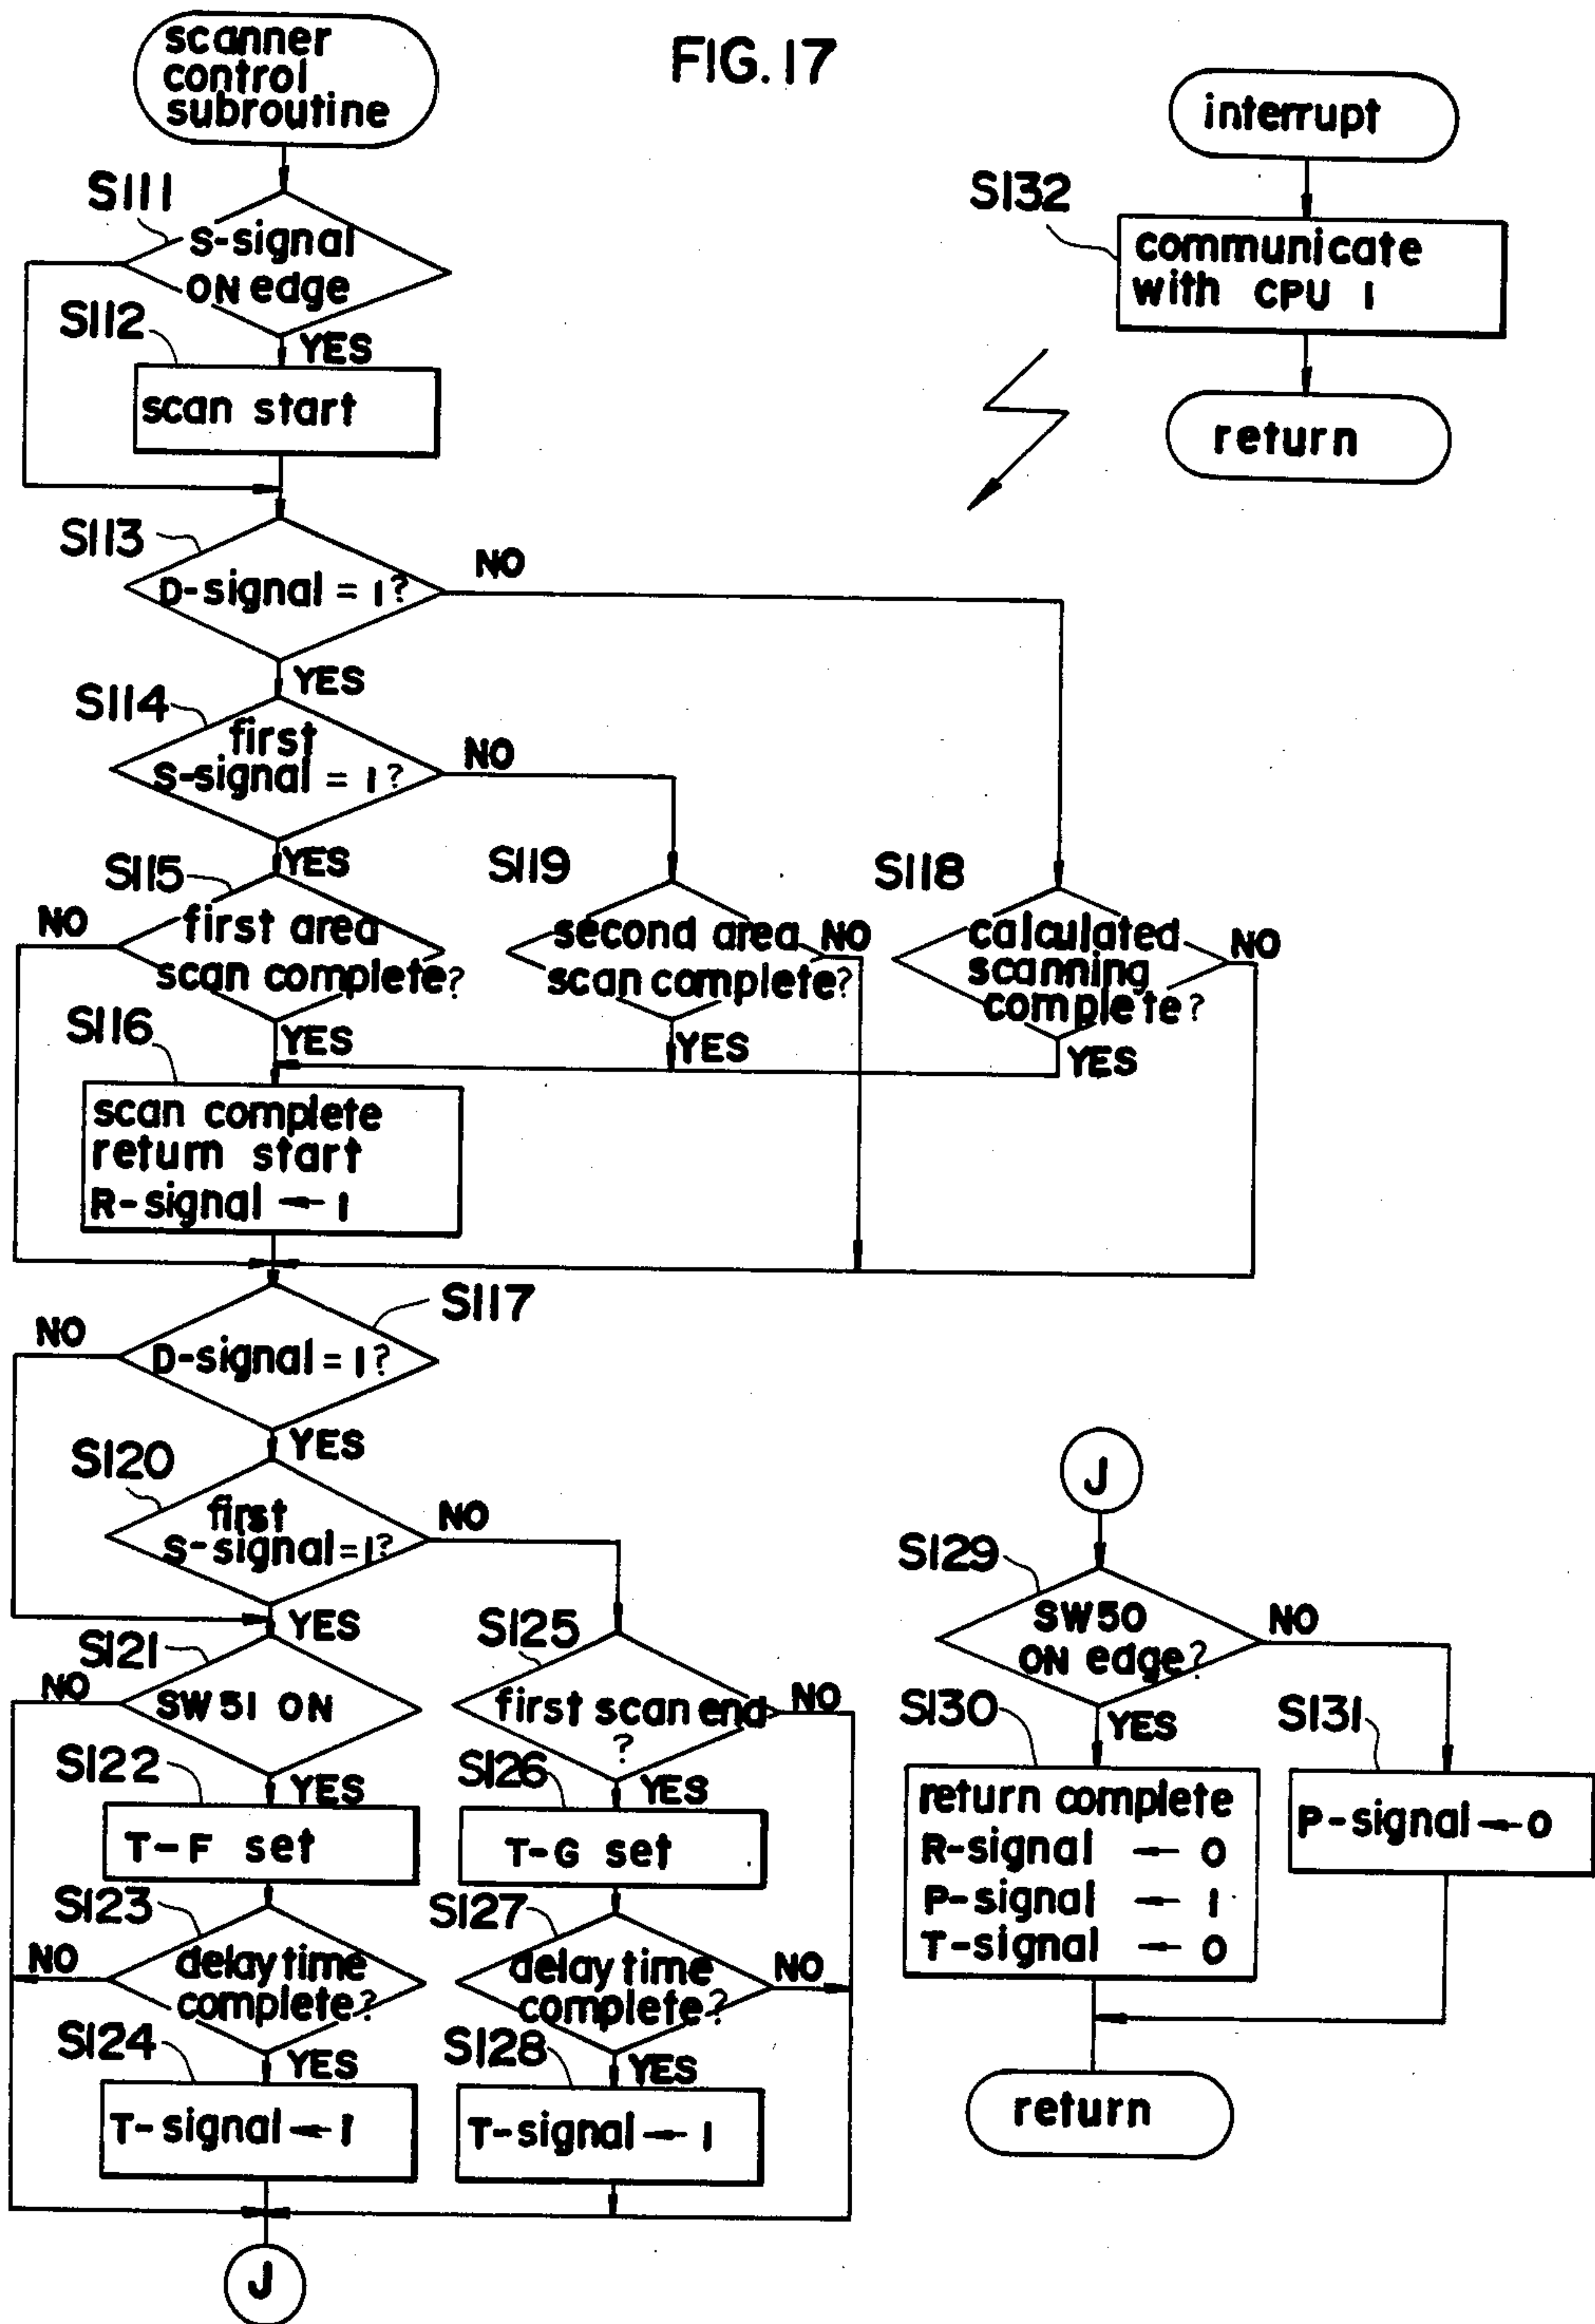 FIG. 17
scanner
control
subroutine
S111
S-signal
ON edge
YES
S112
scan start
S113
D-signal = 1?
NO
YES
S114
first
S-signal = 1?
NO
YES
S115
first area
scan complete?
NO
YES
S119
second area
scan complete?
NO
YES
S118
calculated
scanning
complete?
NO
YES
S116
scan complete
return start
R-signal ← 1
S117
D-signal = 1?
NO
YES
S120
first
S-signal=1?
NO
YES
S121
SW51 ON
NO
YES
S122
T-F set
S123
delay time
complete?
NO
YES
S124
T-signal ← 1
S125
first scan end
?
NO
YES
S126
T-G set
S127
delay time
complete?
NO
YES
S128
T-signal ← 1
J
interrupt
S132
communicate
with CPU 1
return
J
S129
SW50
ON edge?
NO
YES
S130
return complete
R-signal ← 0
P-signal ← 1
T-signal ← 0
S131
P-signal ← 0
return